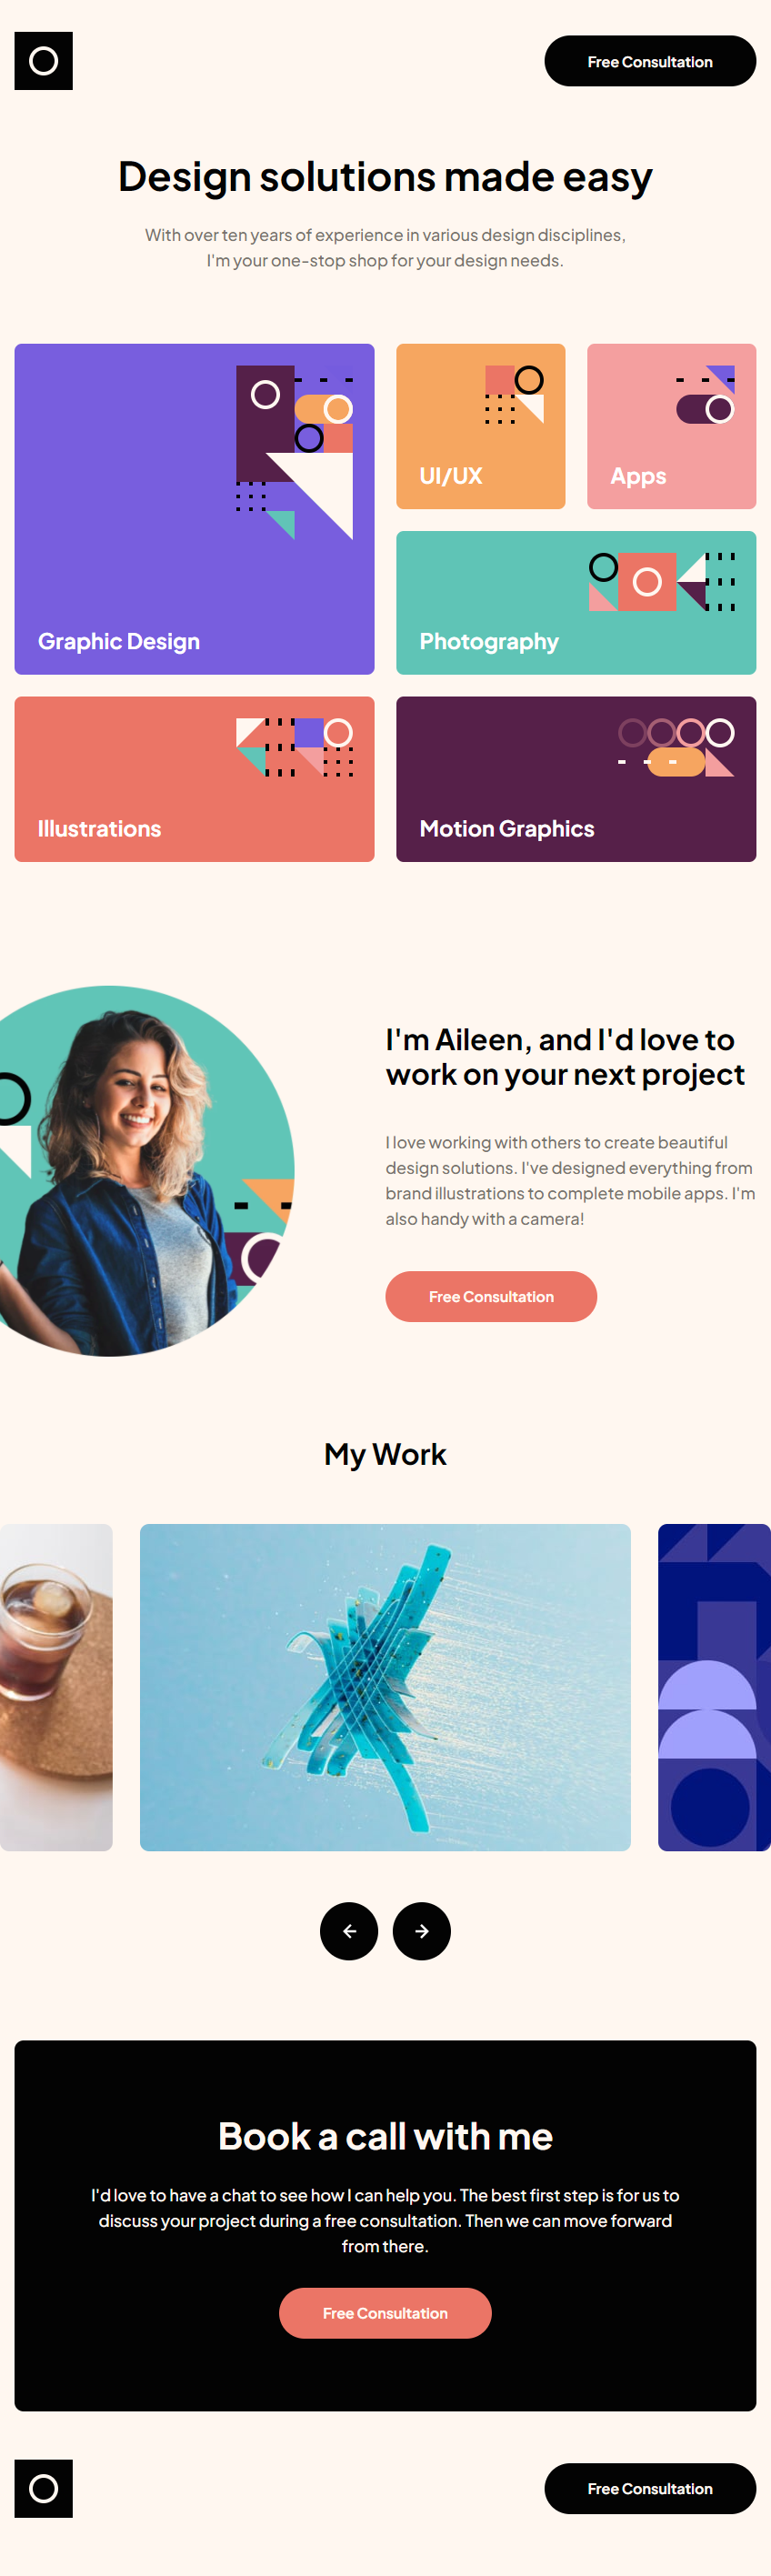 Free Consultation
Design solutions made easy
With over ten years of experience in various design disciplines,
I'm your one-stop shop for your design needs.
Graphic Design
UI/UX
Apps
Photography
Illustrations
Motion Graphics
I'm Aileen, and I'd love to
work on your next project
I love working with others to create beautiful
design solutions. I've designed everything from
brand illustrations to complete mobile apps. I'm
also handy with a camera!
Free Consultation
My Work
Book a call with me
I'd love to have a chat to see how I can help you. The best first step is for us to
discuss your project during a free consultation. Then we can move forward
from there.
Free Consultation
Free Consultation